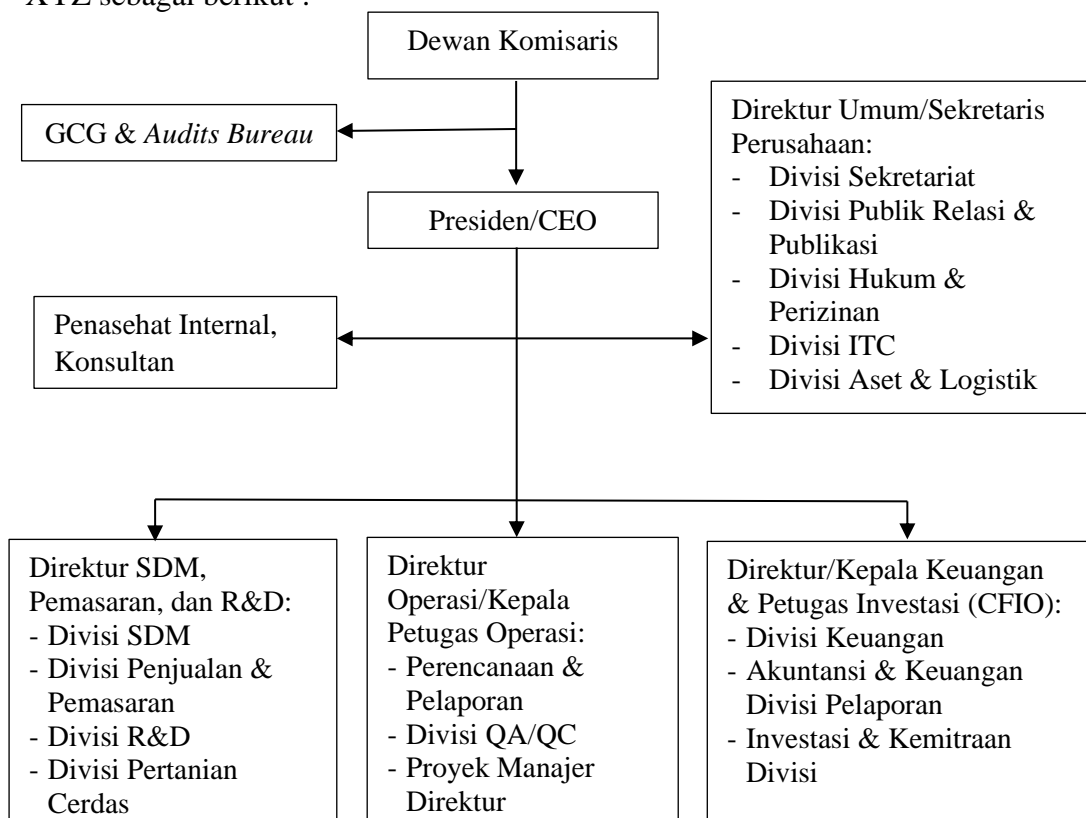 XYZ sebagai berikut :
Dewan Komisaris
GCG & Audits Bureau
Direktur Umum/Sekretaris
Perusahaan:
- Divisi Sekretariat
- Divisi Publik Relasi &
Publikasi
- Divisi Hukum &
Perizinan
- Divisi ITC
- Divisi Aset & Logistik
Presiden/CEO
Penasehat Internal,
Konsultan
Direktur SDM,
Pemasaran, dan R&D:
- Divisi SDM
- Divisi Penjualan &
Pemasaran
- Divisi R&D
- Divisi Pertanian
Cerdas
Direktur
Operasi/Kepala
Petugas Operasi:
- Perencanaan &
Pelaporan
- Divisi QA/QC
- Proyek Manajer
Direktur
Direktur/Kepala Keuangan
& Petugas Investasi (CFIO):
- Divisi Keuangan
- Akuntansi & Keuangan
Divisi Pelaporan
- Investasi & Kemitraan
Divisi